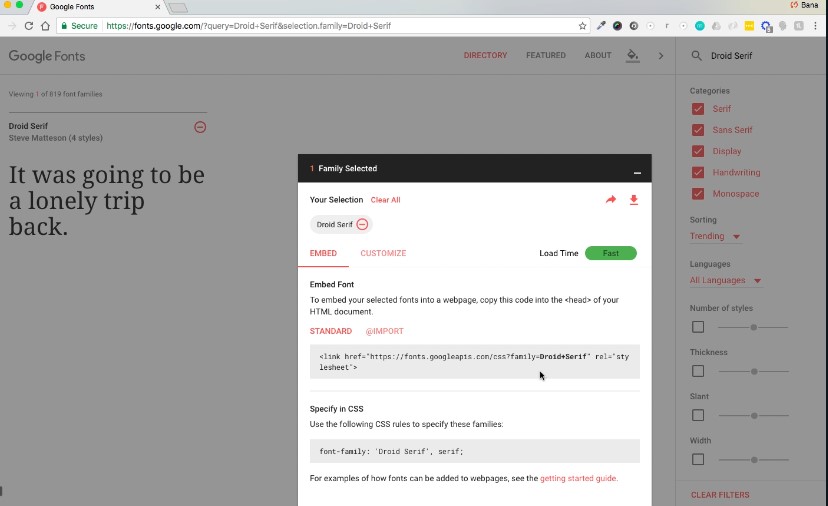 Google Fonts
Bana
Secure https://fonts.google.com/?query=Droid+Serif&selection.family=Droid+Serif
Google Fonts
DIRECTORY FEATURED ABOUT
Droid Serif
Viewing 1 of 819 font families
Droid Serif
Steve Matteson (4 styles)
It was going to be
a lonely trip
back.
1 Family Selected
Your Selection Clear All
Droid Serif
EMBED CUSTOMIZE Load Time Fast
Embed Font
To embed your selected fonts into a webpage, copy this code into the <head> of your
HTML document.
STANDARD @IMPORT
<link href="https://fonts.googleapis.com/css?family=Droid+Serif" rel="sty
lesheet">
Specify in CSS
Use the following CSS rules to specify these families:
font-family: 'Droid Serif', serif;
For examples of how fonts can be added to webpages, see the getting started guide.
Categories
Serif
Sans Serif
Display
Handwriting
Monospace
Sorting
Trending
Languages
All Languages
Number of styles
Thickness
Slant
Width
CLEAR FILTERS